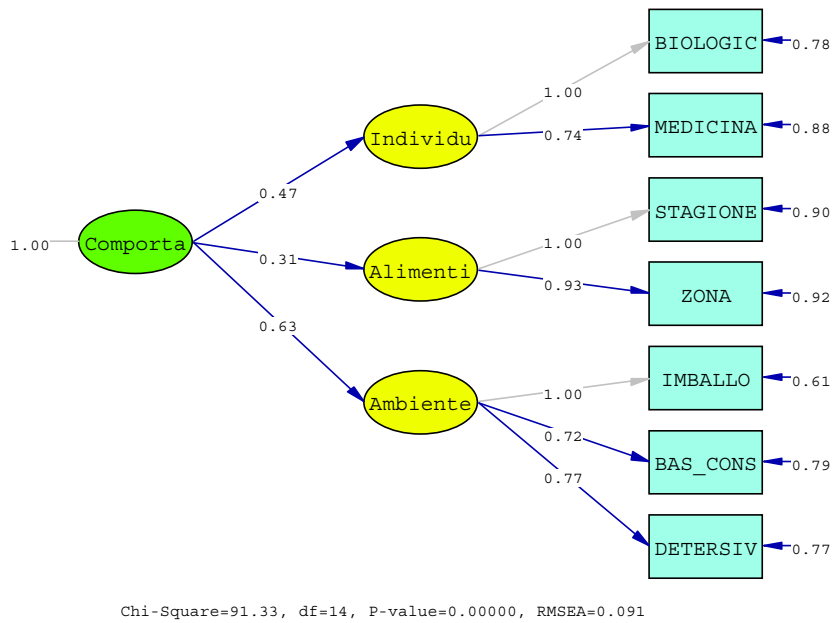 BIOLOGIC
0.78
1.00
MEDICINA
0.88
Individu
0.74
0.47
STAGIONE
0.90
1.00
Comporta
1.00
0.31
Alimenti
0.93
ZONA
0.92
0.63
IMBALLO
0.61
1.00
Ambiente
0.72
BAS_CONS
0.79
0.77
DETERSIV
0.77
Chi-Square=91.33, df=14, P-value=0.00000, RMSEA=0.091